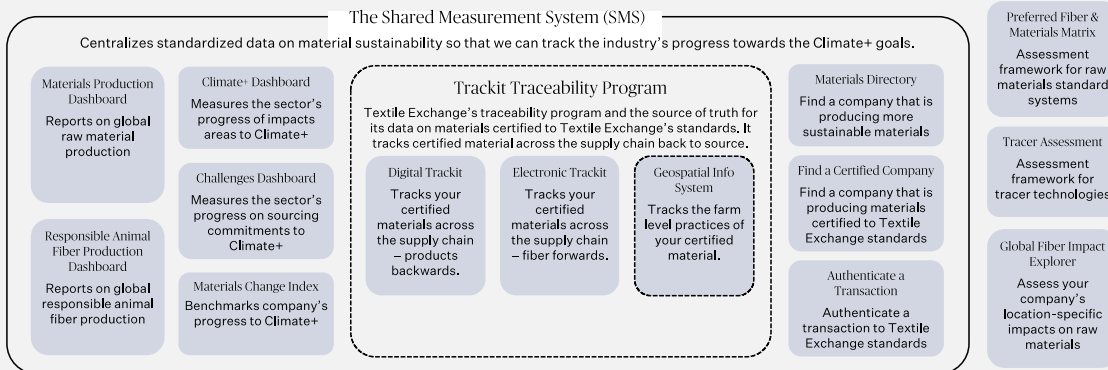 The Shared Measurement System (SMS)
Centralizes standardized data on material sustainability so that we can track the industry's progress towards the Climate+ goals.
Materials Production
Dashboard
Reports on global
raw material
production
Responsible Animal
Fiber Production
Dashboard
Reports on global
responsible animal
fiber production
Climate+ Dashboard
Measures the sector's
progress of impacts
areas to Climate+
Challenges Dashboard
Measures the sector's
progress on sourcing
commitments to
Climate+
Materials Change Index
Benchmarks company's
progress to Climate+
Trackit Traceability Program
Textile Exchange's traceability program and the source of truth for
its data on materials certified to Textile Exchange's standards. It
tracks certified material across the supply chain back to source.
Digital Trackit
Tracks your
certified
materials across
the supply chain
– products
backwards.
Electronic Trackit
Tracks your
certified
materials across
the supply chain
– fiber forwards.
Geospatial Info
System
Tracks the farm
level practices of
your certified
material.
Materials Directory
Find a company that is
producing more
sustainable materials
Find a Certified Company
Find a company that is
producing materials
certified to Textile
Exchange standards
Authenticate a
Transaction
Authenticate a
transaction to Textile
Exchange standards
Preferred Fiber &
Materials Matrix
Assessment
framework for raw
materials standard
systems
Tracer Assessment
Assessment
framework for
tracer technologies
Global Fiber Impact
Explorer
Assess your
company's
location-specific
impacts on raw
materials